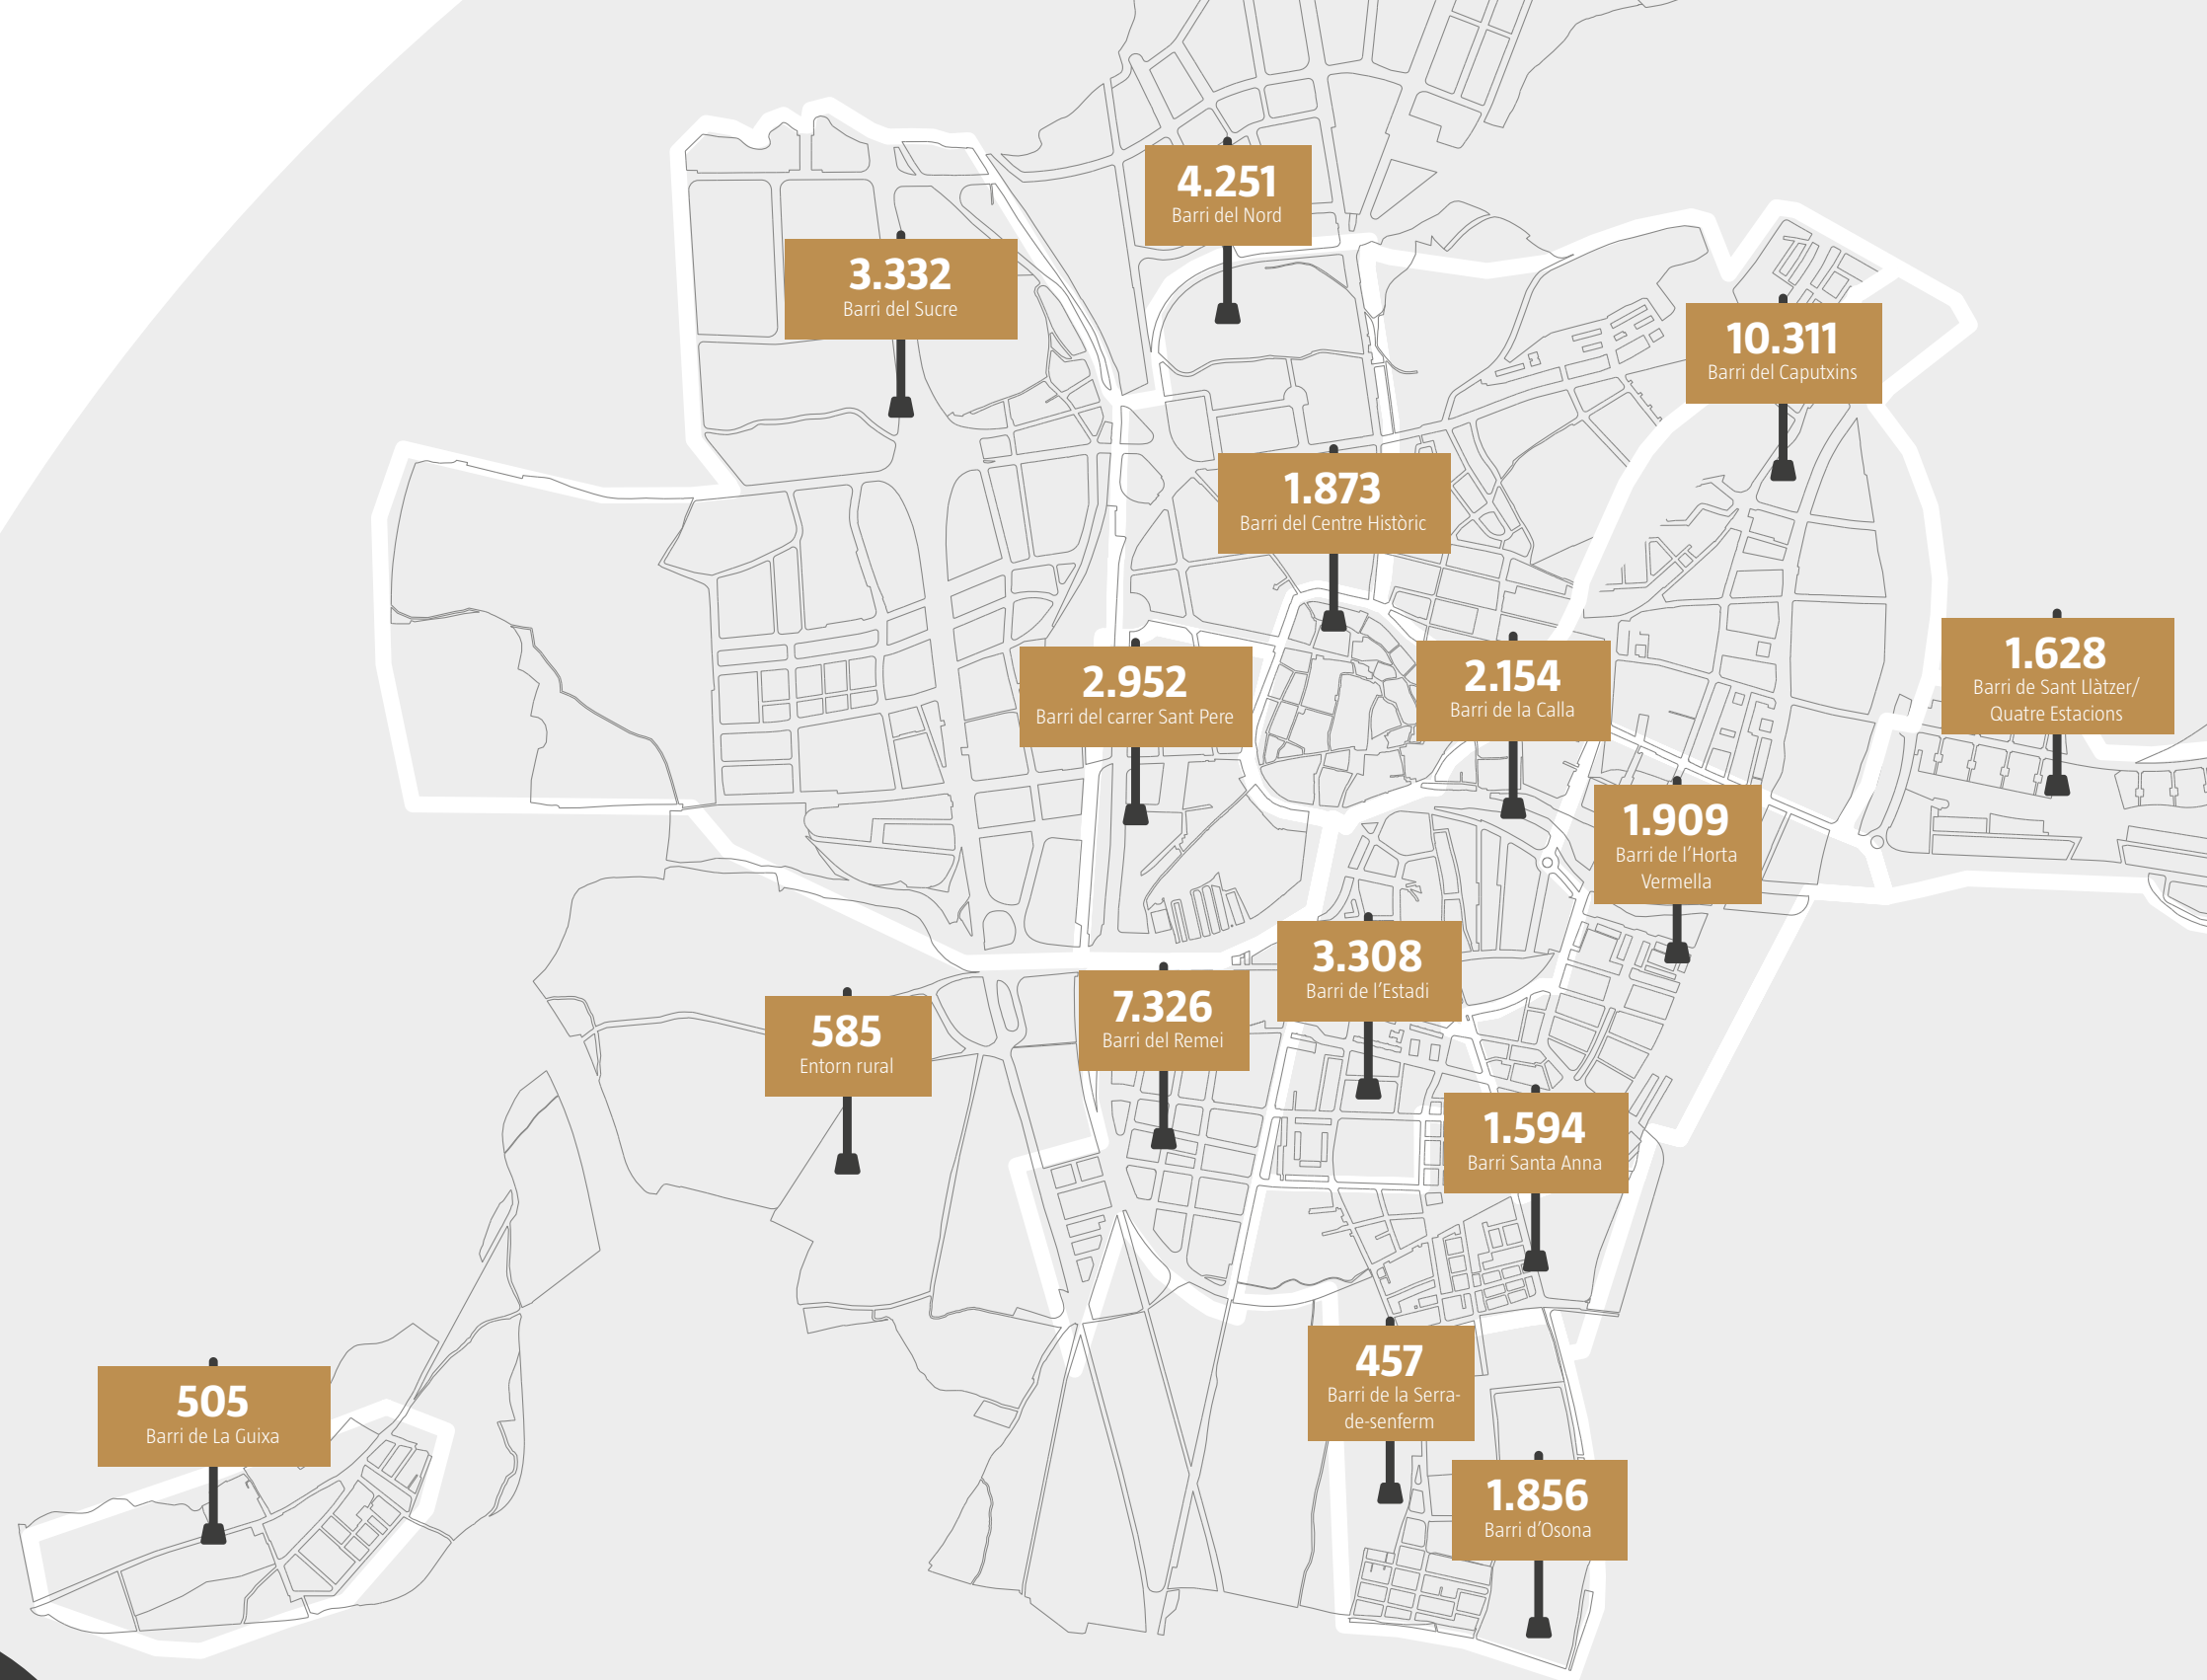 4.251
Barri del Nord
3.332
Barri del Sucre
10.311
Barri del Caputxins
1.873
Barri del Centre Històric
1.628
Barri de Sant Llàtzer/
Quatre Estacions
2.952
Barri del carrer Sant Pere
2.154
Barri de la Calla
1.909
Barri de l’Horta
Vermella
3.308
Barri de l’Estadi
7.326
Barri del Remei
585
Entorn rural
1.594
Barri Santa Anna
457
Barri de la Serra-
de-senferm
505
Barri de La Guixa
1.856
Barri d’Osona